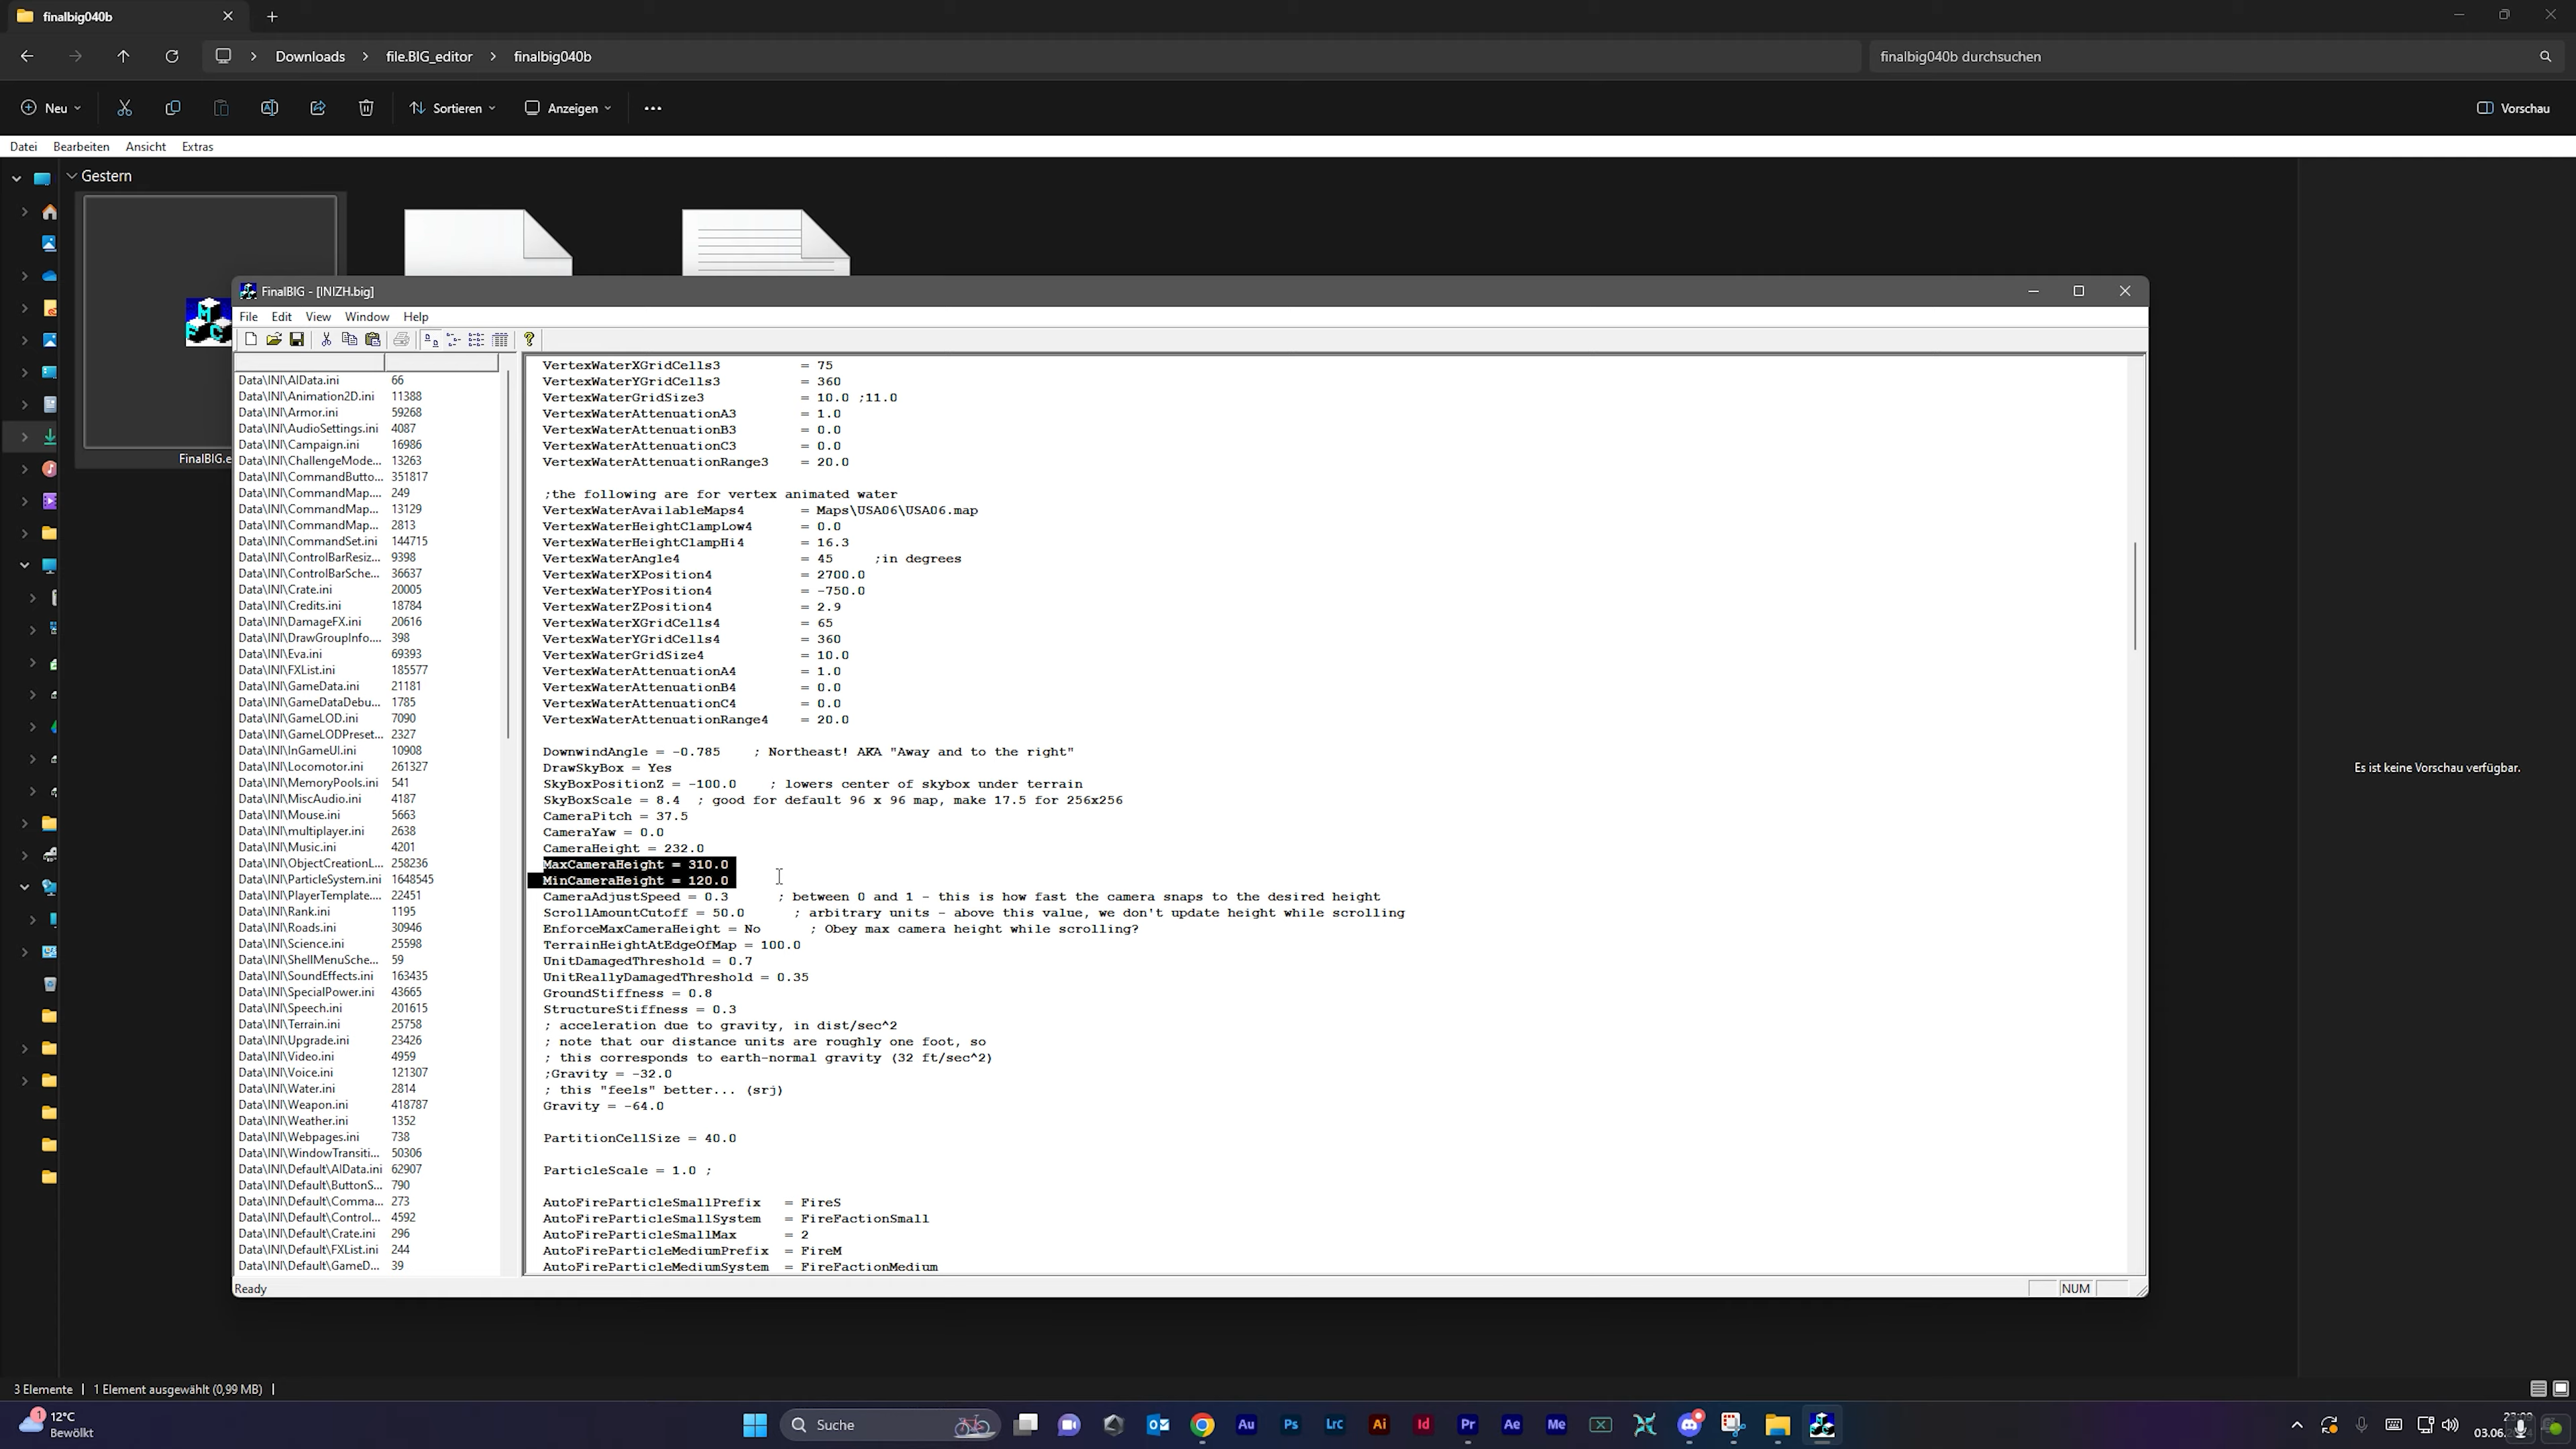 finalbig040b
Downloads
file.BIG_editor
finalbig040b
finalbig040b durchsuchen
Neu
Sortieren
Anzeigen
Vorschau
Datei
Bearbeiten
Ansicht
Extras
Gestern
FinalBIG.e
FinalBIG - [INIZH.big]
File
Edit
View
Window
Help
Data\INI\AIData.ini 66
Data\INI\Animation2D.ini 11388
Data\INI\Armor.ini 59268
Data\INI\AudioSettings.ini 4087
Data\INI\Campaign.ini 16986
Data\INI\ChallengeMode... 13263
Data\INI\CommandButto... 351817
Data\INI\CommandMap.... 249
Data\INI\CommandMap... 13129
Data\INI\CommandMap... 2813
Data\INI\CommandSet.ini 144715
Data\INI\ControlBarResiz... 9398
Data\INI\ControlBarSche... 36637
Data\INI\Crate.ini 20005
Data\INI\Credits.ini 18784
Data\INI\DamageFX.ini 20616
Data\INI\DrawGroupInfo.... 398
Data\INI\Eva.ini 69393
Data\INI\FXList.ini 185577
Data\INI\GameData.ini 21181
Data\INI\GameDataDebu... 1785
Data\INI\GameLOD.ini 7090
Data\INI\GameLODPreset... 2327
Data\INI\InGameUI.ini 10908
Data\INI\Locomotor.ini 261327
Data\INI\MemoryPools.ini 541
Data\INI\MiscAudio.ini 4187
Data\INI\Mouse.ini 5663
Data\INI\multiplayer.ini 2638
Data\INI\Music.ini 4201
Data\INI\ObjectCreationL... 258236
Data\INI\ParticleSystem.ini 1648545
Data\INI\PlayerTemplate.... 22451
Data\INI\Rank.ini 1195
Data\INI\Roads.ini 30946
Data\INI\Science.ini 25598
Data\INI\ShellMenuSche... 59
Data\INI\SoundEffects.ini 163435
Data\INI\SpecialPower.ini 43665
Data\INI\Speech.ini 201615
Data\INI\Terrain.ini 25758
Data\INI\Upgrade.ini 23426
Data\INI\Video.ini 4959
Data\INI\Voice.ini 121307
Data\INI\Water.ini 2814
Data\INI\Weapon.ini 418787
Data\INI\Weather.ini 1352
Data\INI\Webpages.ini 738
Data\INI\WindowTransiti... 50306
Data\INI\Default\AIData.ini 62907
Data\INI\Default\ButtonS... 790
Data\INI\Default\Comma... 273
Data\INI\Default\Control... 4592
Data\INI\Default\Crate.ini 296
Data\INI\Default\FXList.ini 244
Data\INI\Default\GameD... 39
VertexWaterXGridCells3 = 75
VertexWaterYGridCells3 = 360
VertexWaterGridSize3 = 10.0 ;11.0
VertexWaterAttenuationA3 = 1.0
VertexWaterAttenuationB3 = 0.0
VertexWaterAttenuationC3 = 0.0
VertexWaterAttenuationRange3 = 20.0
;the following are for vertex animated water
VertexWaterAvailableMaps4 = Maps\USA06\USA06.map
VertexWaterHeightClampLow4 = 0.0
VertexWaterHeightClampHi4 = 16.3
VertexWaterAngle4 = 45 ;in degrees
VertexWaterXPosition4 = 2700.0
VertexWaterYPosition4 = -750.0
VertexWaterZPosition4 = 2.9
VertexWaterXGridCells4 = 65
VertexWaterYGridCells4 = 360
VertexWaterGridSize4 = 10.0
VertexWaterAttenuationA4 = 1.0
VertexWaterAttenuationB4 = 0.0
VertexWaterAttenuationC4 = 0.0
VertexWaterAttenuationRange4 = 20.0
DownwindAngle = -0.785 ; Northeast! AKA "Away and to the right"
DrawSkyBox = Yes
SkyBoxPositionZ = -100.0 ; lowers center of skybox under terrain
SkyBoxScale = 8.4 ; good for default 96 x 96 map, make 17.5 for 256x256
CameraPitch = 37.5
CameraYaw = 0.0
CameraHeight = 232.0
MaxCameraHeight = 310.0
MinCameraHeight = 120.0
CameraAdjustSpeed = 0.3 ; between 0 and 1 - this is how fast the camera snaps to the desired height
ScrollAmountCutoff = 50.0 ; arbitrary units - above this value, we don't update height while scrolling
EnforceMaxCameraHeight = No ; Obey max camera height while scrolling?
TerrainHeightAtEdgeOfMap = 100.0
UnitDamagedThreshold = 0.7
UnitReallyDamagedThreshold = 0.35
GroundStiffness = 0.8
StructureStiffness = 0.3
; acceleration due to gravity, in dist/sec^2
; note that our distance units are roughly one foot, so
; this corresponds to earth-normal gravity (32 ft/sec^2)
;Gravity = -32.0
; this "feels" better... (srj)
Gravity = -64.0
PartitionCellSize = 40.0
ParticleScale = 1.0 ;
AutoFireParticleSmallPrefix = FireS
AutoFireParticleSmallSystem = FireFactionSmall
AutoFireParticleSmallMax = 2
AutoFireParticleMediumPrefix = FireM
AutoFireParticleMediumSystem = FireFactionMedium
Ready
NUM
Es ist keine Vorschau verfügbar.
3 Elemente
1 Element ausgewählt (0,99 MB)
1
12°C
Bewölkt
Suche
Au
Ps
LrC
Ai
Id
Pr
Ae
Me